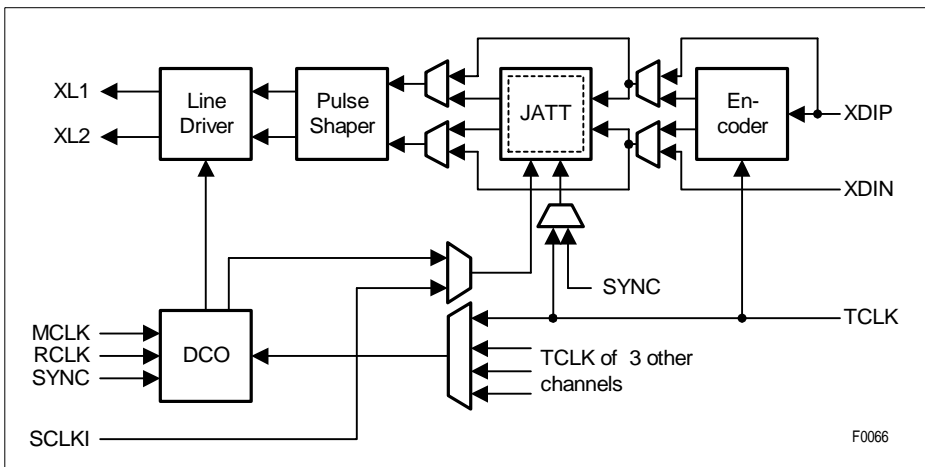 XL1
XL2
Line
Driver
Pulse
Shaper
JATT
En-
coder
XDIP
XDIN
SYNC
TCLK
MCLK
RCLK
SYNC
DCO
TCLK of 3 other
channels
SCLKI
F0066